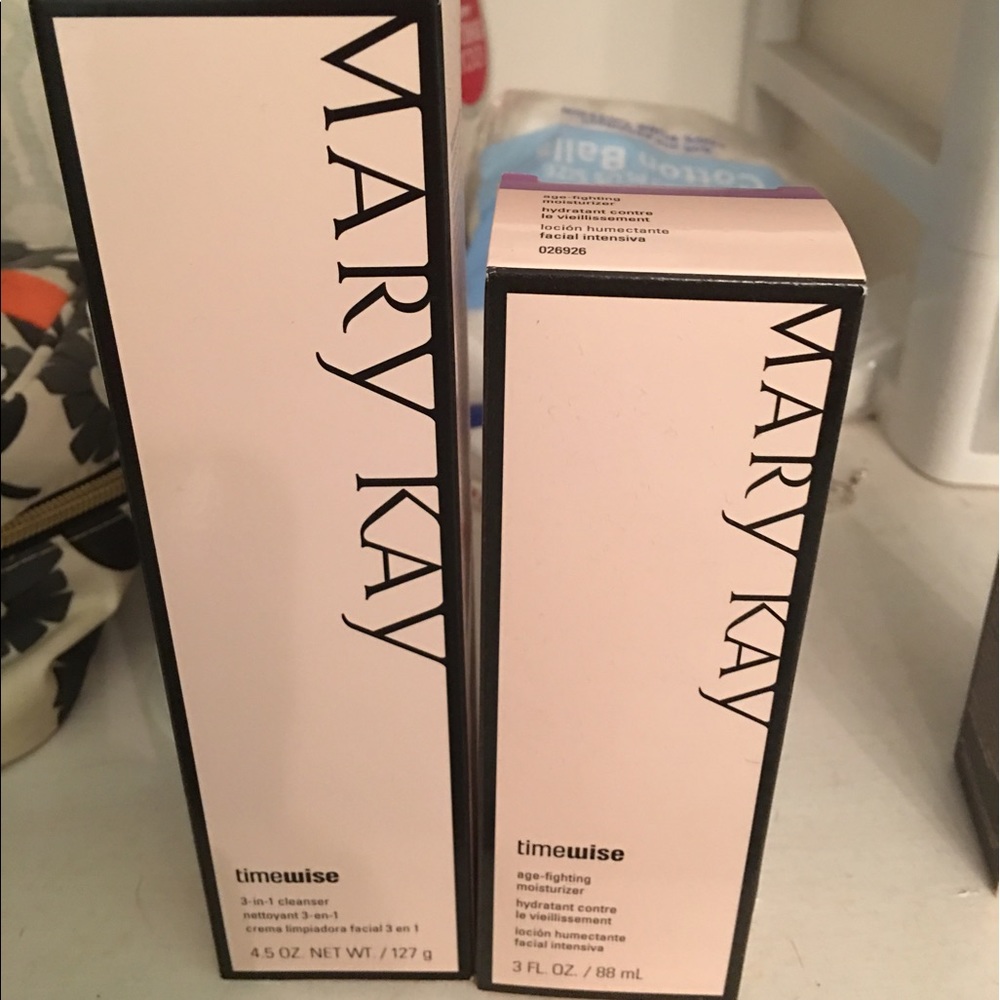 MARY KAY
timewise
3-in-1 cleanser
nettoyant 3-en-1
crema limpiadora facial 3 en 1
4.5 OZ. NET WT. / 127 g
age-fighting
moisturizer
hydratant contre
le vieillissement
loción humectante
facial intensiva
026926
MARY KAY
timewise
age-fighting
moisturizer
hydratant contre
le vieillissement
loción humectante
facial intensiva
3 FL. OZ. / 88 mL
Cotton Balls